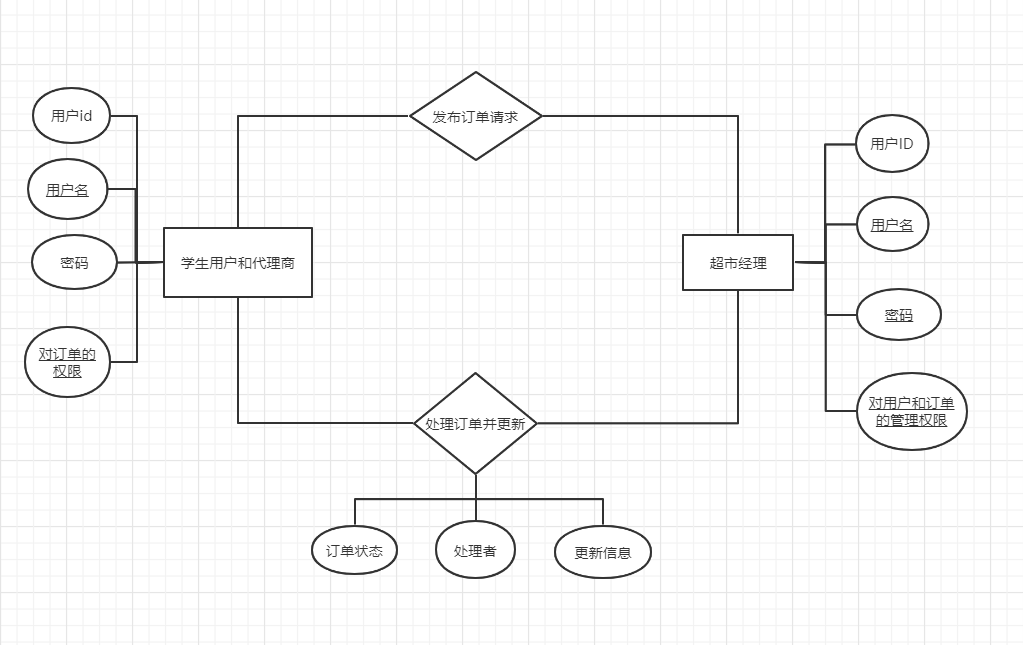 发布订单请求
用户id
用户名
密码
对订单的
权限
学生用户和代理商
超市经理
用户ID
用户名
密码
对用户和订单
的管理权限
处理订单并更新
订单状态
处理者
更新信息